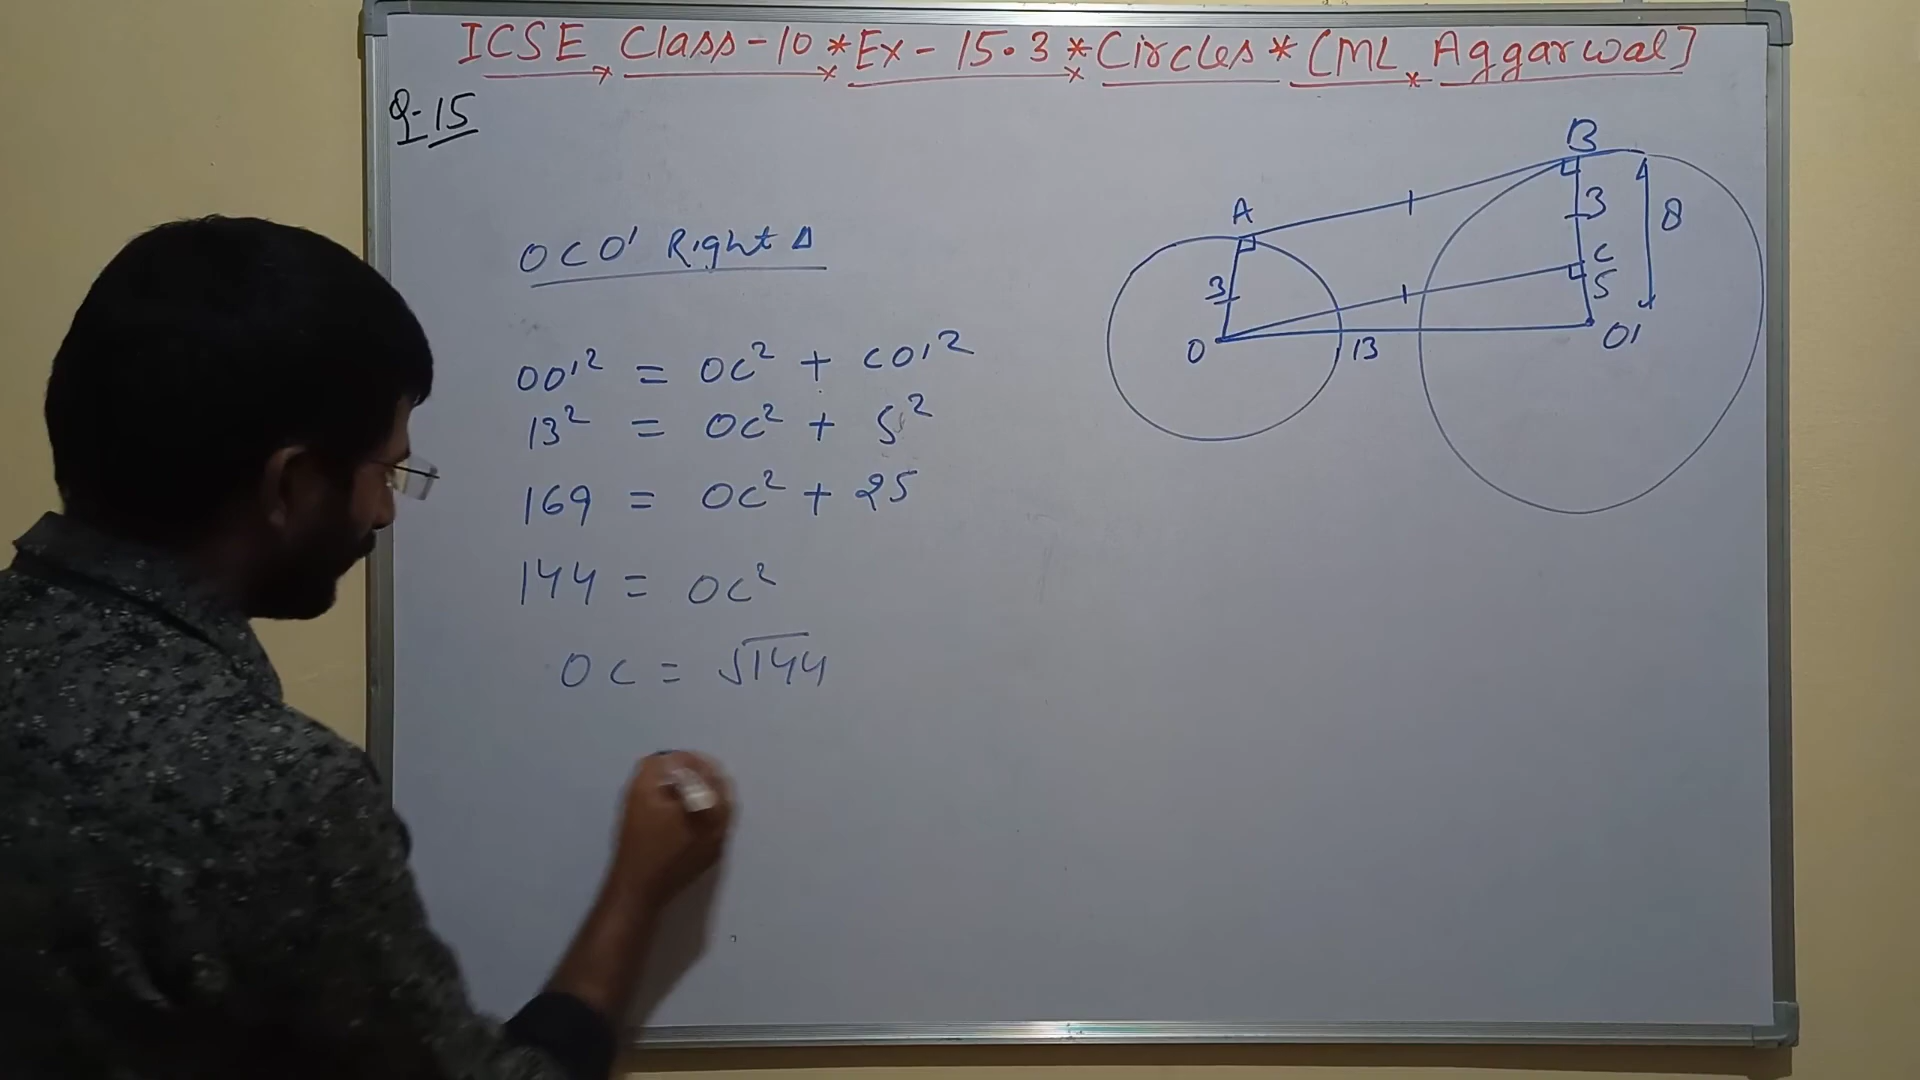 ICSE Class-10 * Ex-15.3 * Circles * [ML Aggarwal]
Q-15
OCO' Right Δ
OO'² = OC² + CO'²
13² = OC² + 5²
169 = OC² + 25
144 = OC²
OC = √144
B
A
3
8
C
3
5
O
13
O'